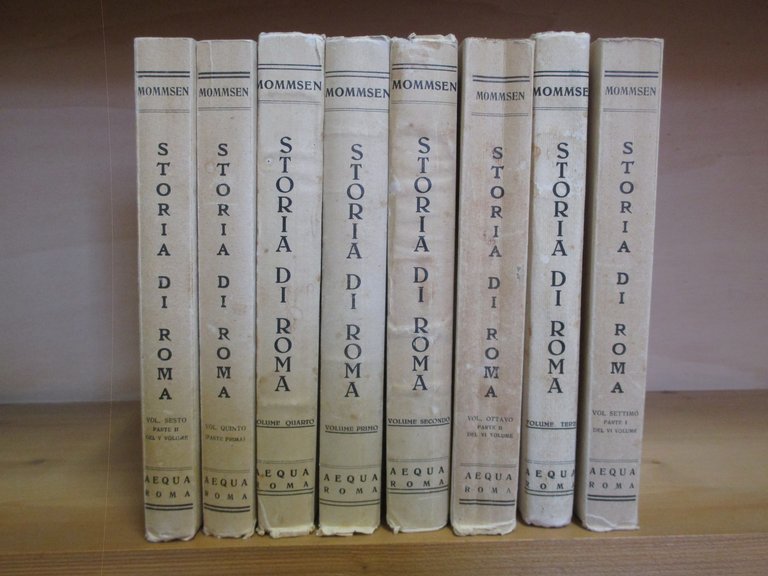 MOMMSEN
STORIA DI ROMA
VOL. SESTO
PARTE II
DEL V VOLUME
AEQUA
ROMA
MOMMSEN
STORIA DI ROMA
VOL. QUINTO
(PARTE PRIMA)
AEQUA
ROMA
MOMMSEN
STORIA DI ROMA
VOLUME QUARTO
AEQUA
ROMA
MOMMSEN
STORIA DI ROMA
VOLUME PRIMO
AEQUA
ROMA
MOMMSEN
STORIA DI ROMA
VOLUME SECONDO
AEQUA
ROMA
MOMMSEN
STORIA DI ROMA
VOL. OTTAVO
PARTE II
DEL VI VOLUME
AEQUA
ROMA
MOMMSEN
STORIA DI ROMA
VOLUME TERZ
AEQUA
ROMA
MOMMSEN
STORIA DI ROMA
VOL. SETTIMO
PARTE I
DEL VI VOLUME
AEQUA
ROMA